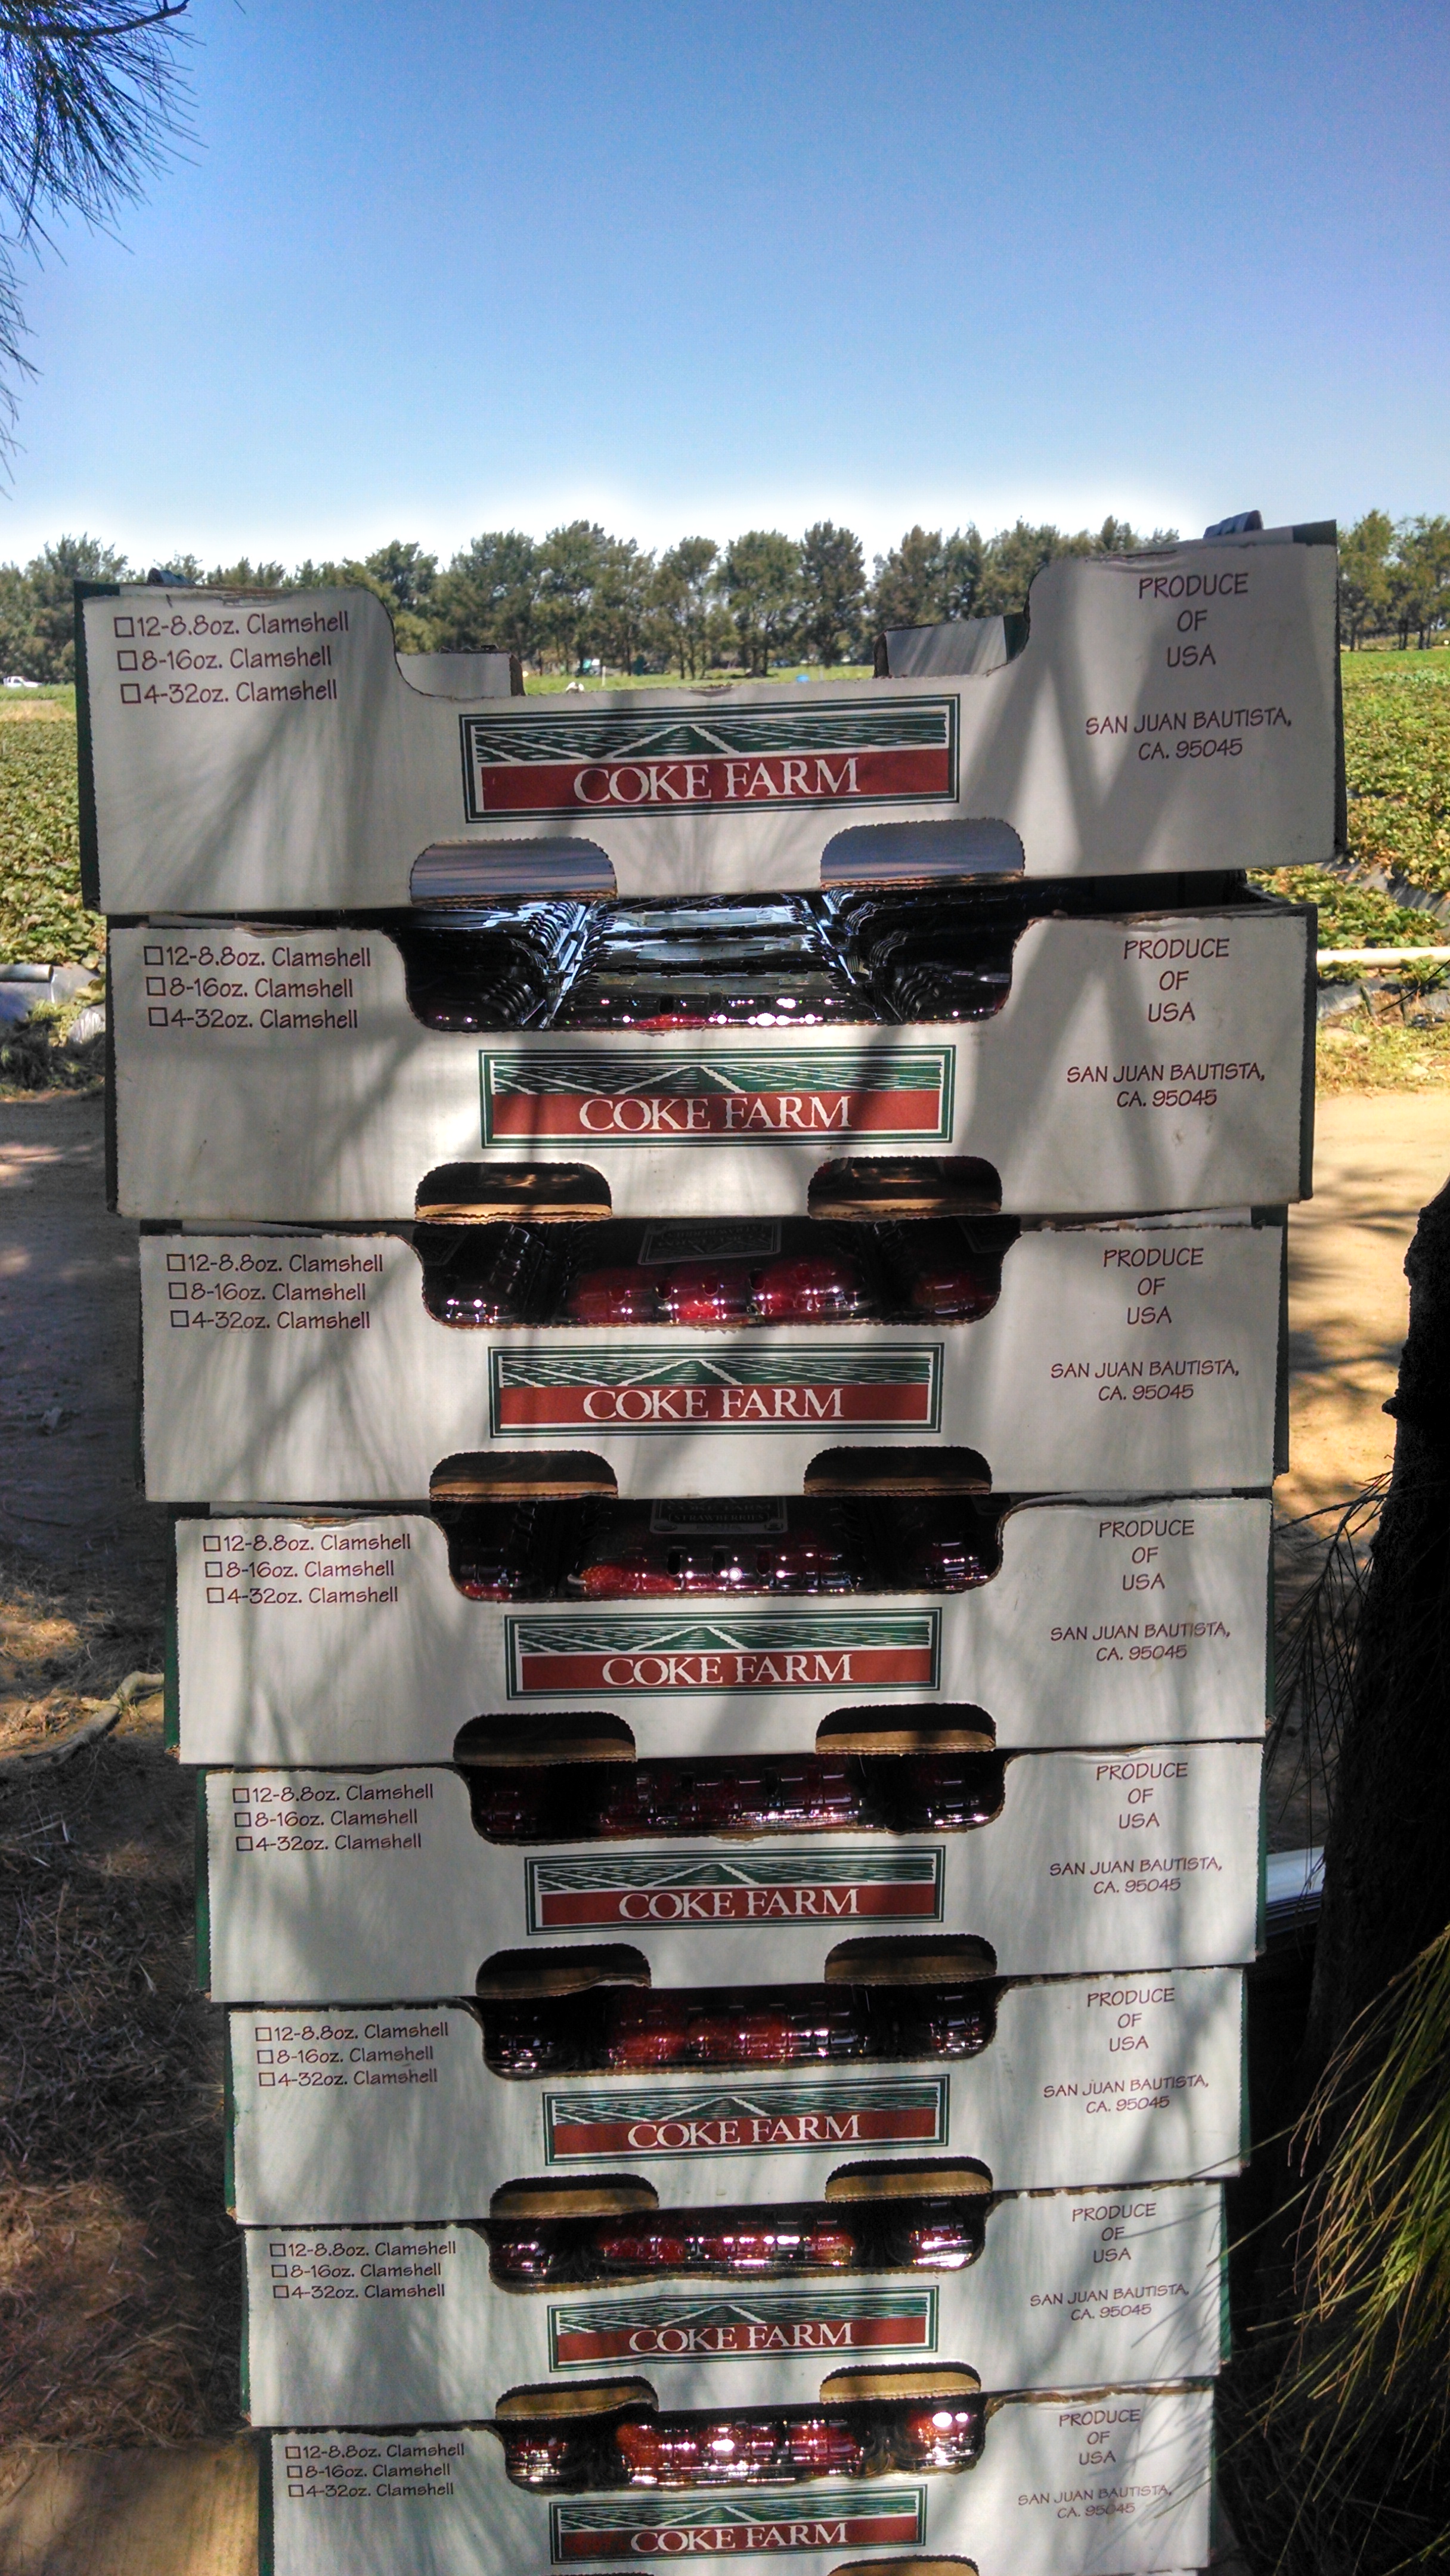 ☐12-8.8oz. Clamshell
☐8-16oz. Clamshell
☐4-32oz. Clamshell
COKE FARM
PRODUCE
OF
USA
SAN JUAN BAUTISTA,
CA. 95045
☐12-8.8oz. Clamshell
☐8-16oz. Clamshell
☐4-32oz. Clamshell
COKE FARM
PRODUCE
OF
USA
SAN JUAN BAUTISTA,
CA. 95045
☐12-8.8oz. Clamshell
☐8-16oz. Clamshell
☐4-32oz. Clamshell
COKE FARM
PRODUCE
OF
USA
SAN JUAN BAUTISTA,
CA. 95045
STRAWBERRIES
☐12-8.8oz. Clamshell
☐8-16oz. Clamshell
☐4-32oz. Clamshell
COKE FARM
PRODUCE
OF
USA
SAN JUAN BAUTISTA,
CA. 95045
☐12-8.8oz. Clamshell
☐8-16oz. Clamshell
☐4-32oz. Clamshell
COKE FARM
PRODUCE
OF
USA
SAN JUAN BAUTISTA,
CA. 95045
☐12-8.8oz. Clamshell
☐8-16oz. Clamshell
☐4-32oz. Clamshell
COKE FARM
PRODUCE
OF
USA
SAN JUAN BAUTISTA,
CA. 95045
☐12-8.8oz. Clamshell
☐8-16oz. Clamshell
☐4-32oz. Clamshell
COKE FARM
PRODUCE
OF
USA
SAN JUAN BAUTISTA,
CA. 95045
☐12-8.8oz. Clamshell
☐8-16oz. Clamshell
☐4-32oz. Clamshell
COKE FARM
PRODUCE
OF
USA
SAN JUAN BAUTISTA,
CA. 95045